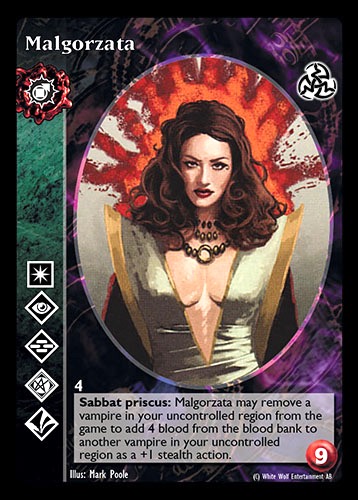 Malgorzata
4
Sabbat priscus: Malgorzata may remove a
vampire in your uncontrolled region from the
game to add 4 blood from the blood bank to
another vampire in your uncontrolled
region as a +1 stealth action.
9
Illus: Mark Poole
(C) White Wolf Entertainment AB